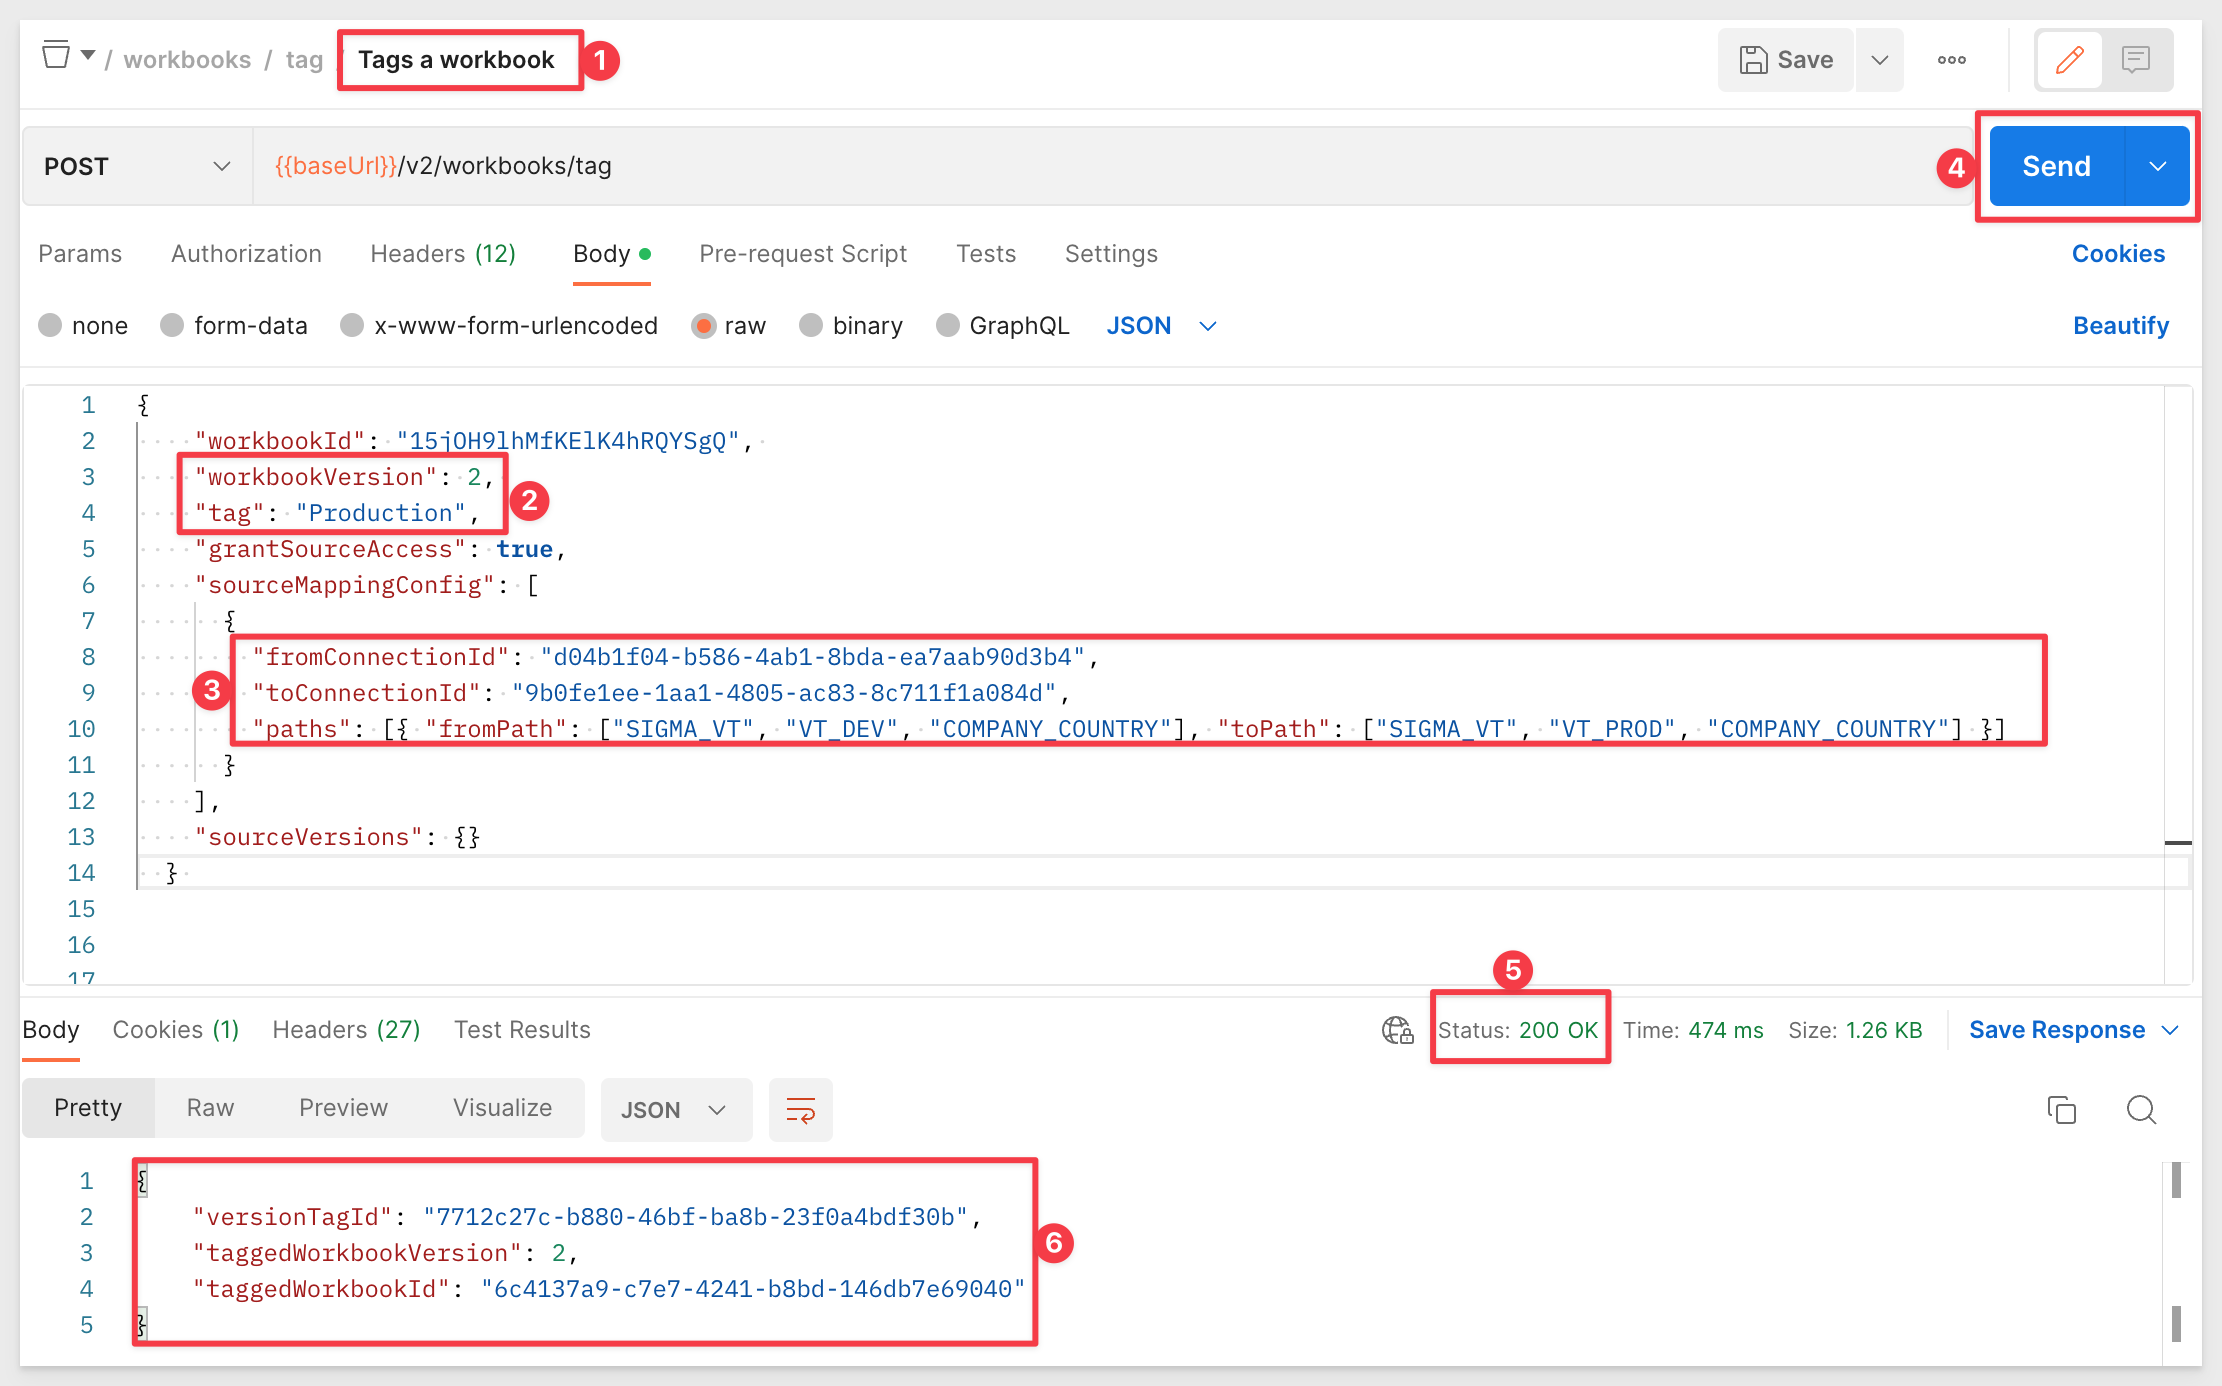 / workbooks / tag / Tags a workbook 1 Save
POST {{baseUrl}}/v2/workbooks/tag 4 Send
Params Authorization Headers (12) Body Pre-request Script Tests Settings Cookies
none form-data x-www-form-urlencoded raw binary GraphQL JSON Beautify
1 {
2 "workbookId": "15jOH9lhMfKElK4hRQYSgQ",
3 "workbookVersion": 2,
2
4 "tag": "Production",
5 "grantSourceAccess": true,
6 "sourceMappingConfig": [
7 {
8 "fromConnectionId": "d04b1f04-b586-4ab1-8bda-ea7aab90d3b4",
9 3 "toConnectionId": "9b0fe1ee-1aa1-4805-ac83-8c711f1a084d",
10 "paths": [{ "fromPath": ["SIGMA_VT", "VT_DEV", "COMPANY_COUNTRY"], "toPath": ["SIGMA_VT", "VT_PROD", "COMPANY_COUNTRY"] }]
11 }
12 ],
13 "sourceVersions": {}
14 }
15
16
17
5
Body Cookies (1) Headers (27) Test Results Status: 200 OK Time: 474 ms Size: 1.26 KB Save Response
Pretty Raw Preview Visualize JSON
1 {
2 "versionTagId": "7712c27c-b880-46bf-ba8b-23f0a4bdf30b",
3 "taggedWorkbookVersion": 2,
6
4 "taggedWorkbookId": "6c4137a9-c7e7-4241-b8bd-146db7e69040"
5 }